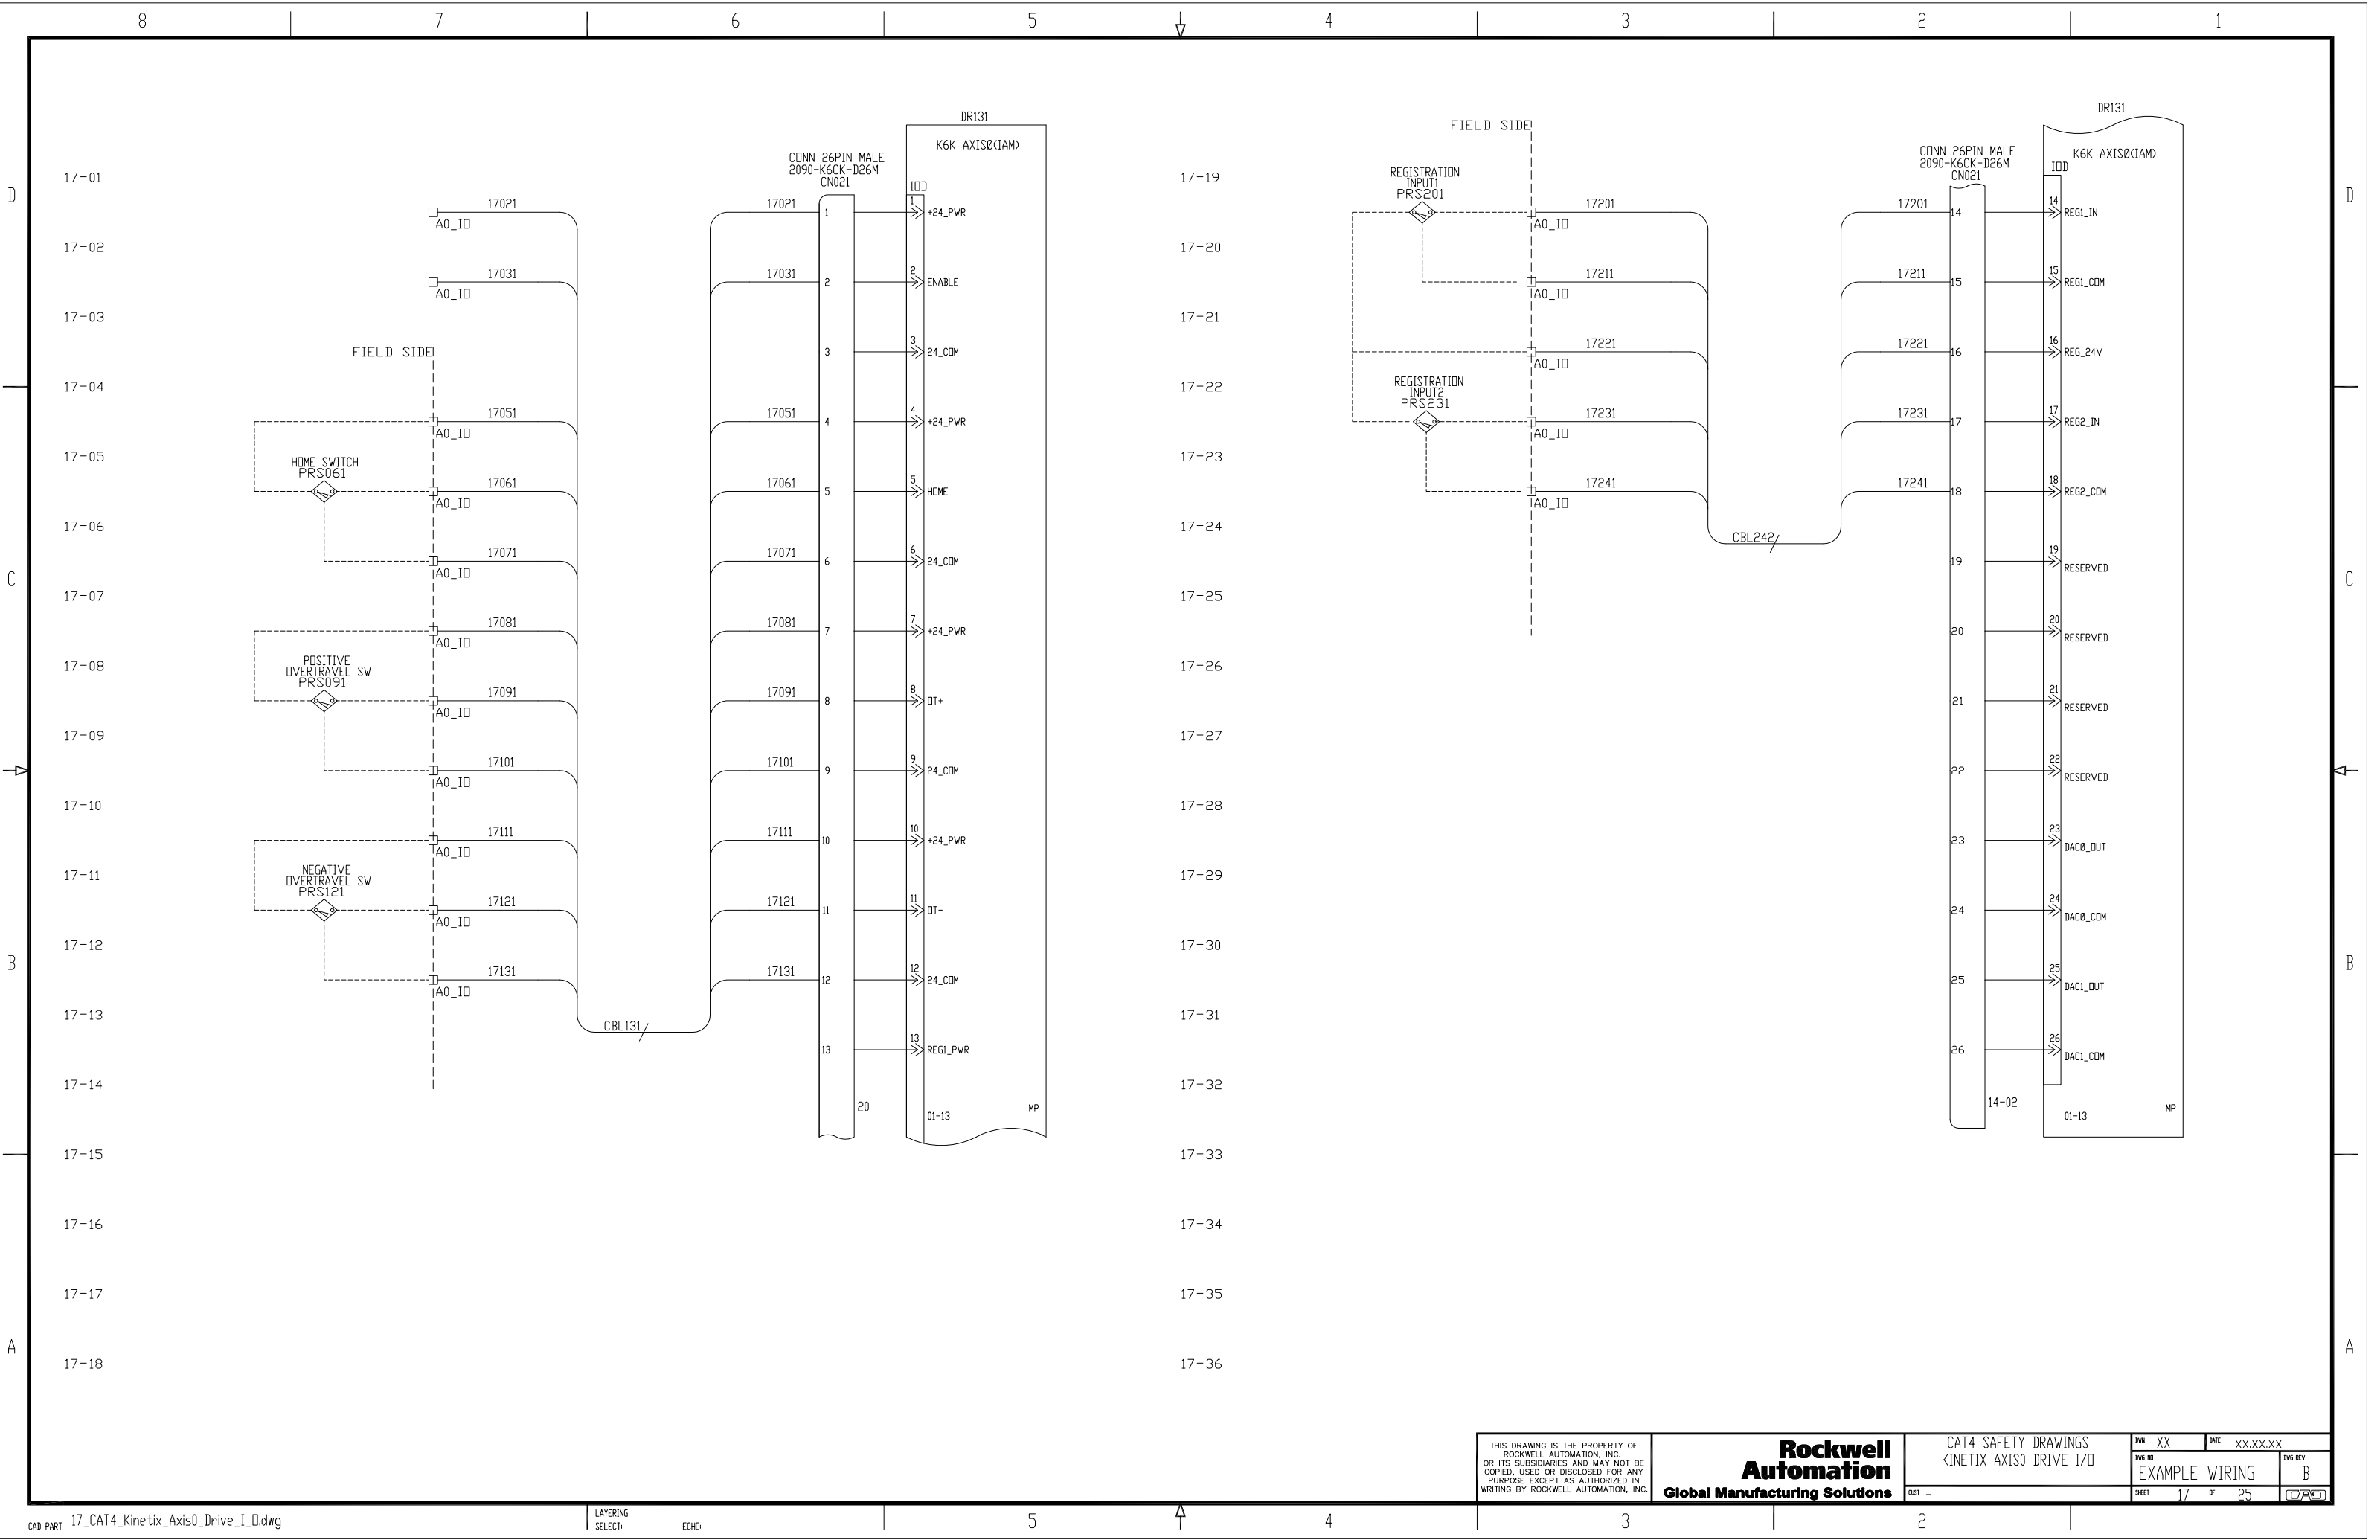 8 7 6 5 4 3 2 1
D
C
B
A
17-01
17-02
17-03
17-04
17-05
17-06
17-07
17-08
17-09
17-10
17-11
17-12
17-13
17-14
17-15
17-16
17-17
17-18
FIELD SIDE
HOME SWITCH
PRS061
POSITIVE
OVERTRAVEL SW
PRS091
NEGATIVE
OVERTRAVEL SW
PRS121
17021
A0_IO
17031
A0_IO
17051
A0_IO
17061
A0_IO
17071
A0_IO
17081
A0_IO
17091
A0_IO
17101
A0_IO
17111
A0_IO
17121
A0_IO
17131
A0_IO
CBL131
17021
17031
17051
17061
17071
17081
17091
17101
17111
17121
17131
CONN 26PIN MALE
2090-K6CK-D26M
CN021
1
2
3
4
5
6
7
8
9
10
11
12
13
20
DR131
K6K AXISØ(IAM)
IOD
1 +24_PWR
2 ENABLE
3 24_COM
4 +24_PWR
5 HOME
6 24_COM
7 +24_PWR
8 OT+
9 24_COM
10 +24_PWR
11 OT-
12 24_COM
13 REG1_PWR
01-13 MP
17-19
17-20
17-21
17-22
17-23
17-24
17-25
17-26
17-27
17-28
17-29
17-30
17-31
17-32
17-33
17-34
17-35
17-36
FIELD SIDE
REGISTRATION
INPUT1
PRS201
REGISTRATION
INPUT2
PRS231
17201
A0_IO
17211
A0_IO
17221
A0_IO
17231
A0_IO
17241
A0_IO
CBL242
17201
17211
17221
17231
17241
CONN 26PIN MALE
2090-K6CK-D26M
CN021
14
15
16
17
18
19
20
21
22
23
24
25
26
14-02
DR131
K6K AXISØ(IAM)
IOD
14 REG1_IN
15 REG1_COM
16 REG_24V
17 REG2_IN
18 REG2_COM
19 RESERVED
20 RESERVED
21 RESERVED
22 RESERVED
23 DACØ_OUT
24 DACØ_COM
25 DAC1_OUT
26 DAC1_COM
01-13 MP
D
C
B
A
THIS DRAWING IS THE PROPERTY OF
ROCKWELL AUTOMATION, INC.
OR ITS SUBSIDIARIES AND MAY NOT BE
COPIED, USED OR DISCLOSED FOR ANY
PURPOSE EXCEPT AS AUTHORIZED IN
WRITING BY ROCKWELL AUTOMATION, INC.
Rockwell
Automation
Global Manufacturing Solutions
CAT4 SAFETY DRAWINGS
KINETIX AXIS0 DRIVE I/O
CUST -
DWN XX DATE XX.XX.XX
DWG NO
EXAMPLE WIRING
DWG REV
B
SHEET 17 OF 25
CAD
CAD PART 17_CAT4_Kinetix_Axis0_Drive_I_O.dwg
LAYERING
SELECT: ECHO:
5 4 3 2